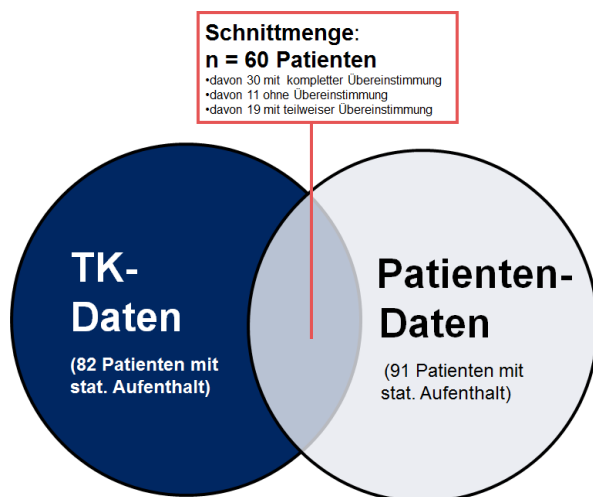 Schnittmenge:
n = 60 Patienten
•davon 30 mit kompletter Übereinstimmung
•davon 11 ohne Übereinstimmung
•davon 19 mit teilweiser Übereinstimmung
TK-
Daten
(82 Patienten mit
stat. Aufenthalt)
Patienten-
Daten
(91 Patienten mit
stat. Aufenthalt)